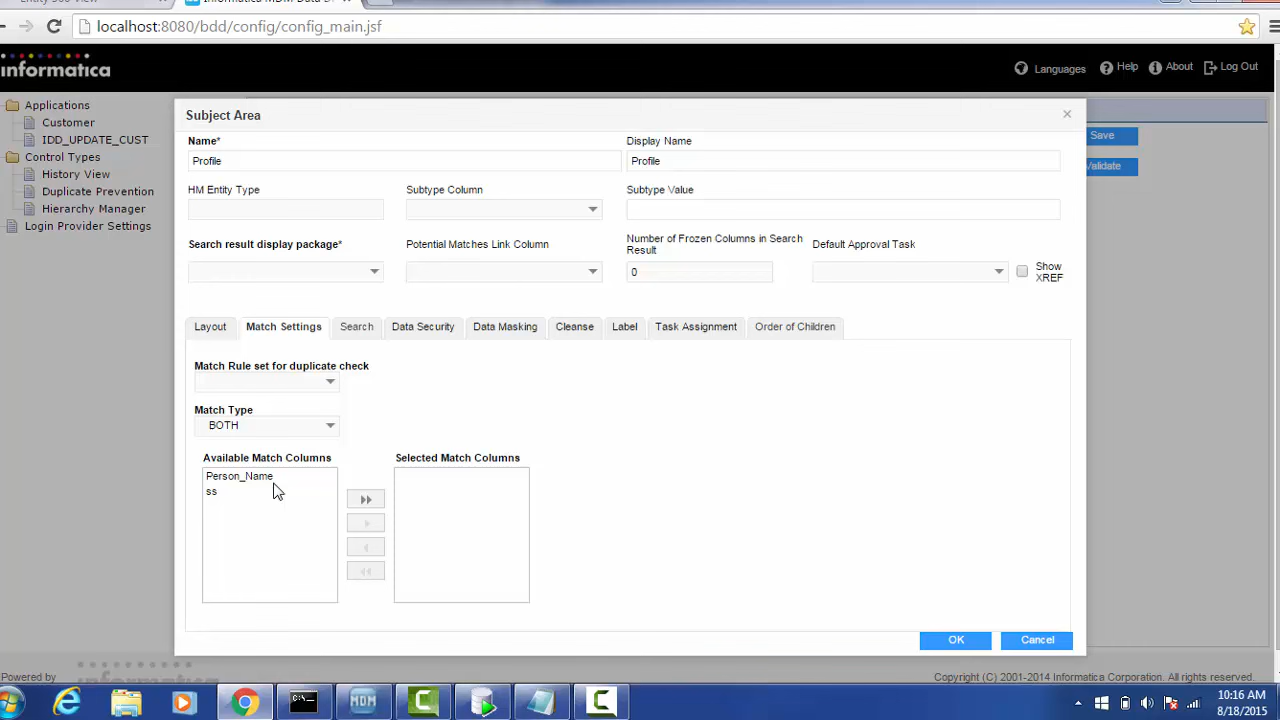 localhost:8080/bdd/config/config_main.jsf
informatica
Languages
Help
About
Log Out
Applications
Customer
IDD_UPDATE_CUST
Control Types
History View
Duplicate Prevention
Hierarchy Manager
Login Provider Settings
Save
Validate
Subject Area
×
Name*
Display Name
Profile
Profile
HM Entity Type
Subtype Column
Subtype Value
Search result display package*
Potential Matches Link Column
Number of Frozen Columns in Search
Result
Default Approval Task
0
Show
XREF
Layout
Match Settings
Search
Data Security
Data Masking
Cleanse
Label
Task Assignment
Order of Children
Match Rule set for duplicate check
Match Type
BOTH
Available Match Columns
Selected Match Columns
Person_Name
ss
OK
Cancel
Powered by
informatica
Copyright (C) 2001-2014 Informatica Corporation. All rights reserved.
MDM
10:16 AM
8/18/2015